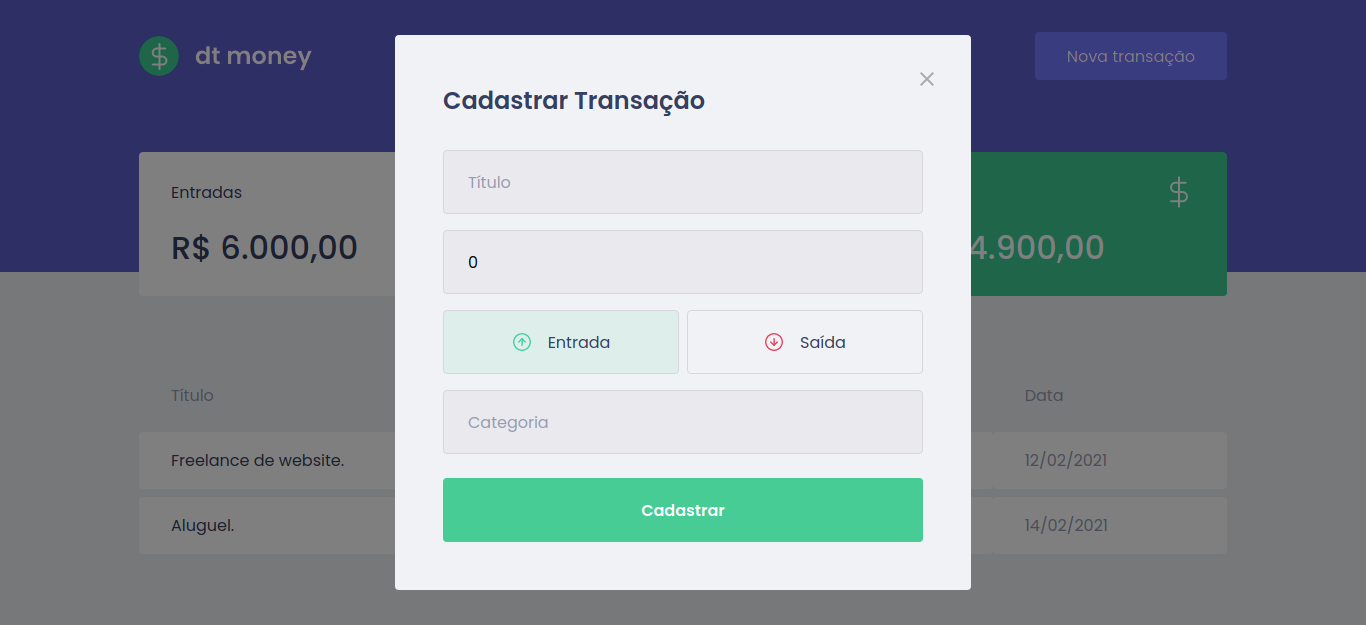 dt money
Nova transação
Cadastrar Transação
Título
0
Entrada
Saída
Categoria
Cadastrar
Entradas
R$ 6.000,00
$
4.900,00
Título
Data
Freelance de website.
12/02/2021
Aluguel.
14/02/2021